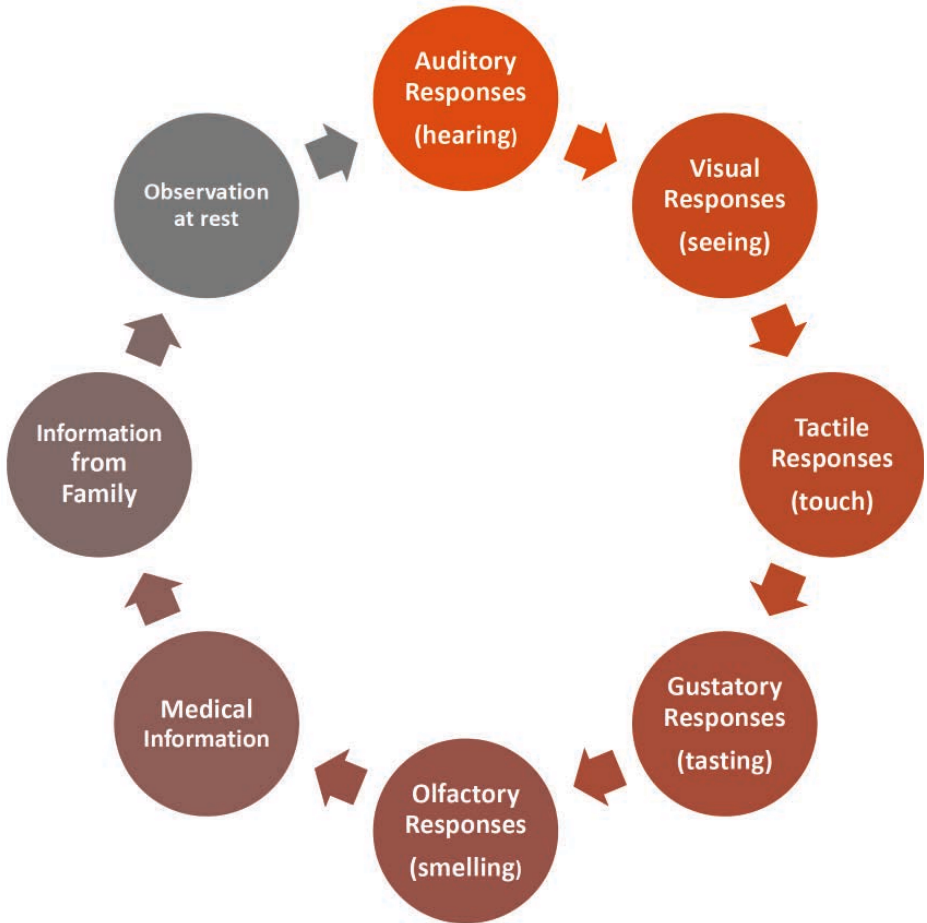 Auditory
Responses
(hearing)
Visual
Responses
(seeing)
Tactile
Responses
(touch)
Gustatory
Responses
(tasting)
Olfactory
Responses
(smelling)
Medical
Information
Information
from
Family
Observation
at rest